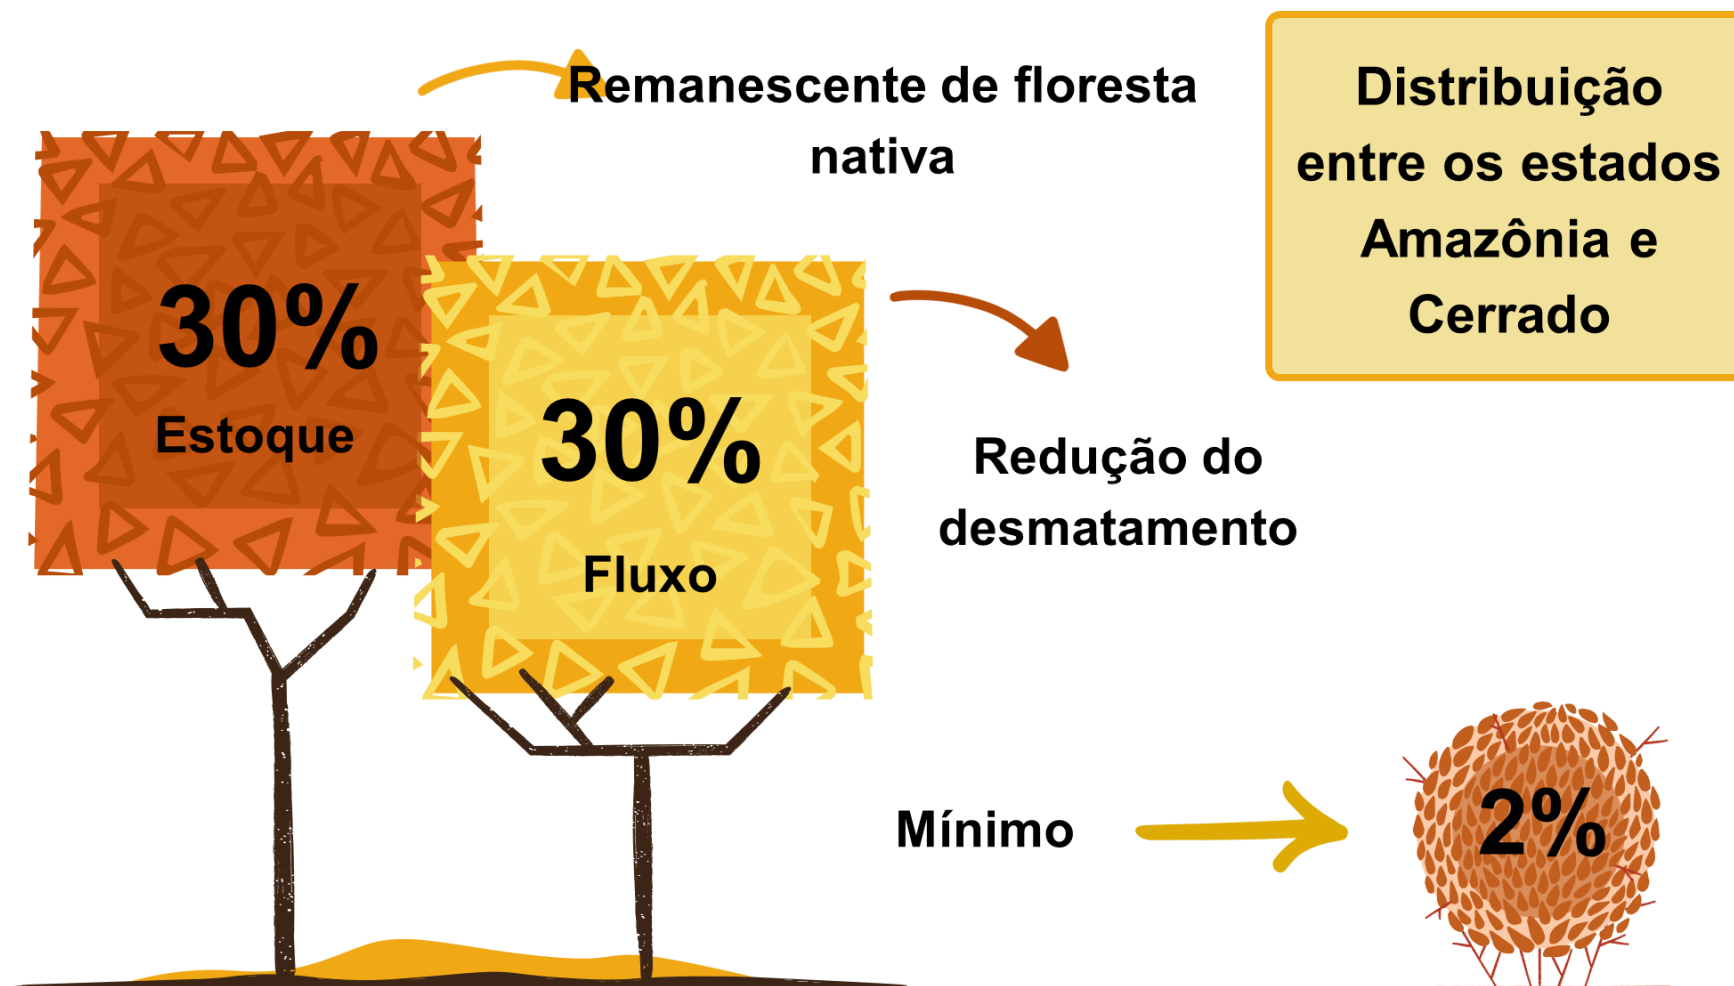 Remanescente de floresta
nativa
Distribuição
entre os estados
Amazônia e
Cerrado
30%
Estoque
30%
Fluxo
Redução do
desmatamento
Mínimo
2%